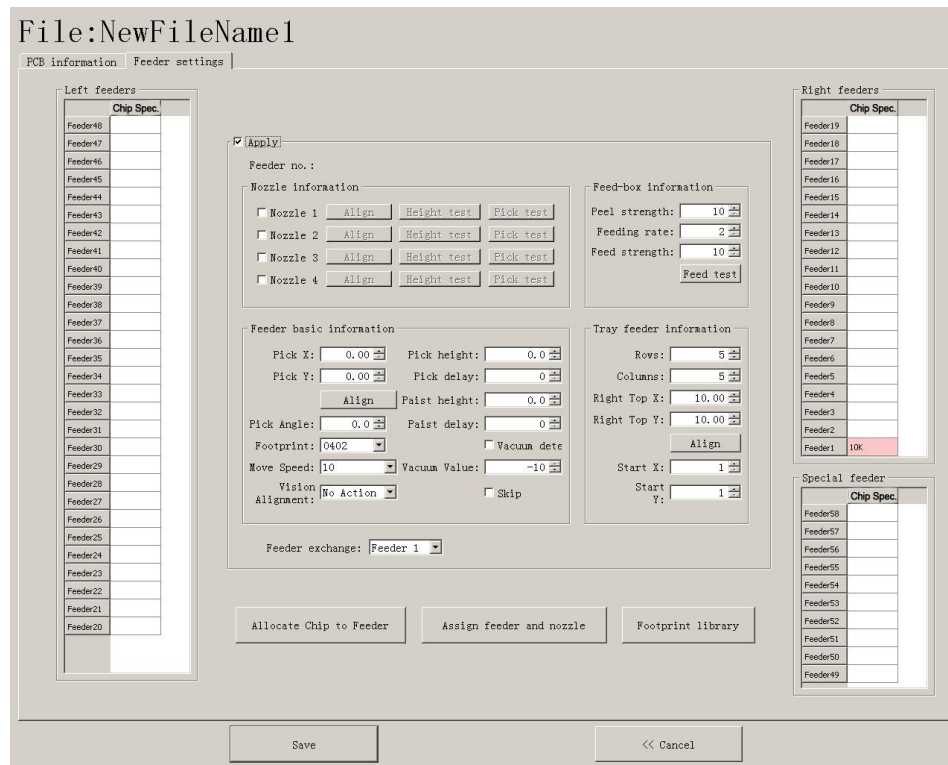 File:NewFileName1
PCB information Feeder settings
Left feeders
Chip Spec.
Feeder48
Feeder47
Feeder46
Feeder45
Feeder44
Feeder43
Feeder42
Feeder41
Feeder40
Feeder39
Feeder38
Feeder37
Feeder36
Feeder35
Feeder34
Feeder33
Feeder32
Feeder31
Feeder30
Feeder29
Feeder28
Feeder27
Feeder26
Feeder25
Feeder24
Feeder23
Feeder22
Feeder21
Feeder20
Apply
Feeder no.:
Nozzle information
Nozzle 1 Align Height test Pick test
Nozzle 2 Align Height test Pick test
Nozzle 3 Align Height test Pick test
Nozzle 4 Align Height test Pick test
Feed-box information
Peel strength: 10
Feeding rate: 2
Feed strength: 10
Feed test
Feeder basic information
Pick X: 0.00 Pick height: 0.0
Pick Y: 0.00 Pick delay: 0
Align Paist height: 0.0
Pick Angle: 0.0 Paist delay: 0
Footprint: 0402 Vacuum dete
Move Speed: 10 Vacuum Value: -10
Vision Alignment: No Action Skip
Tray feeder information
Rows: 5
Columns: 5
Right Top X: 10.00
Right Top Y: 10.00
Align
Start X: 1
Start Y: 1
Feeder exchange: Feeder 1
Allocate Chip to Feeder Assign feeder and nozzle Footprint library
Right feeders
Chip Spec.
Feeder19
Feeder18
Feeder17
Feeder16
Feeder15
Feeder14
Feeder13
Feeder12
Feeder11
Feeder10
Feeder9
Feeder8
Feeder7
Feeder6
Feeder5
Feeder4
Feeder3
Feeder2
Feeder1 10K
Special feeder
Chip Spec.
Feeder58
Feeder57
Feeder56
Feeder55
Feeder54
Feeder53
Feeder52
Feeder51
Feeder50
Feeder49
Save << Cancel